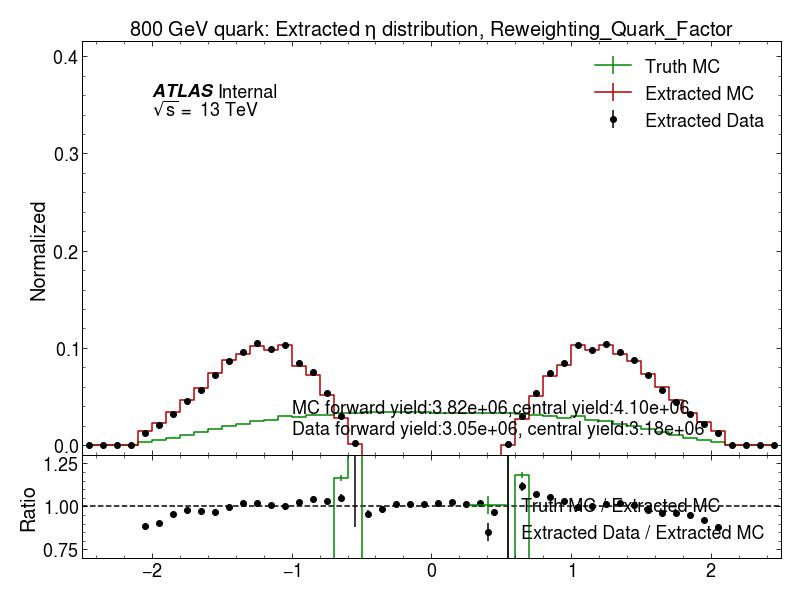 800 GeV quark: Extracted η distribution, Reweighting_Quark_Factor
0.4
0.3
0.2
0.1
0.0
Normalized
ATLAS Internal
√s = 13 TeV
Truth MC
Extracted MC
Extracted Data
MC forward yield:3.82e+06,central yield:4.10e+06
Data forward yield:3.05e+06, central yield:3.18e+06
1.25
1.00
0.75
Ratio
Truth MC / Extracted MC
Extracted Data / Extracted MC
−2 −1 0 1 2